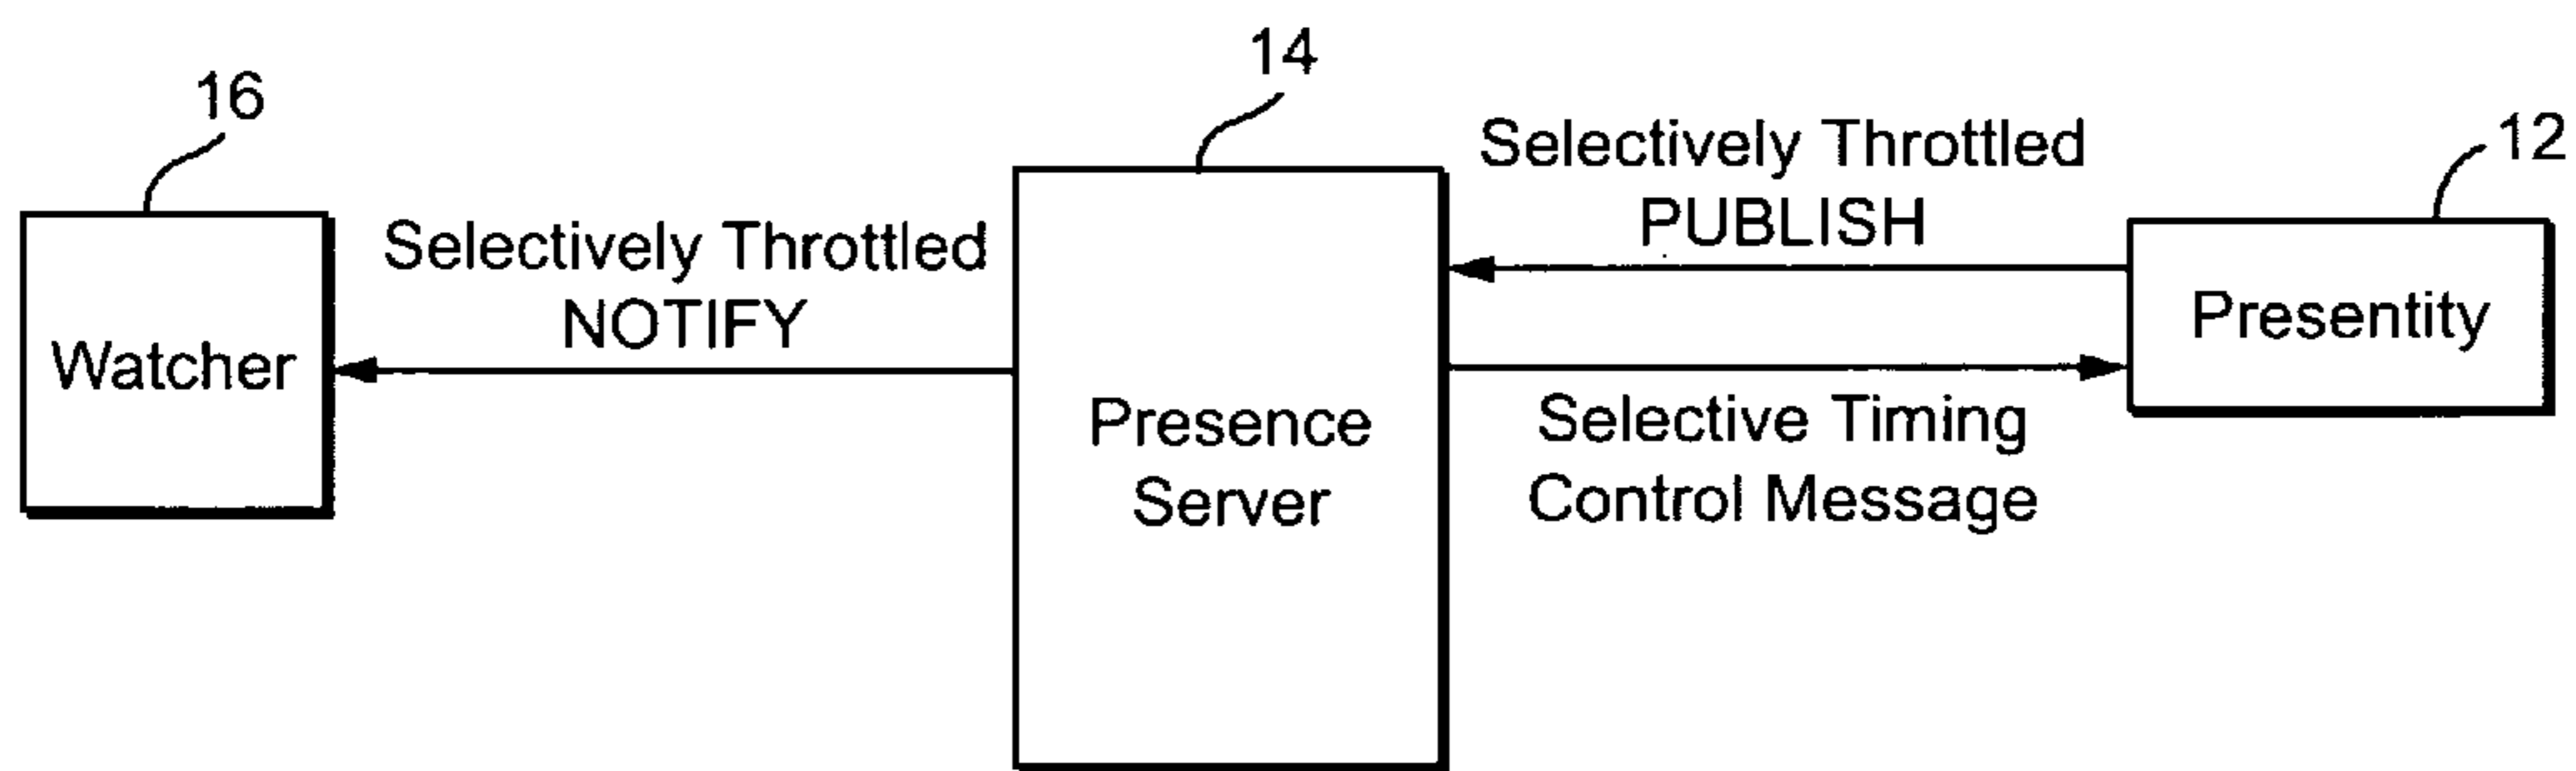 16
14
12
Selectively Throttled
NOTIFY
Selectively Throttled
PUBLISH
Watcher
Presence
Server
Presentity
Selective Timing
Control Message